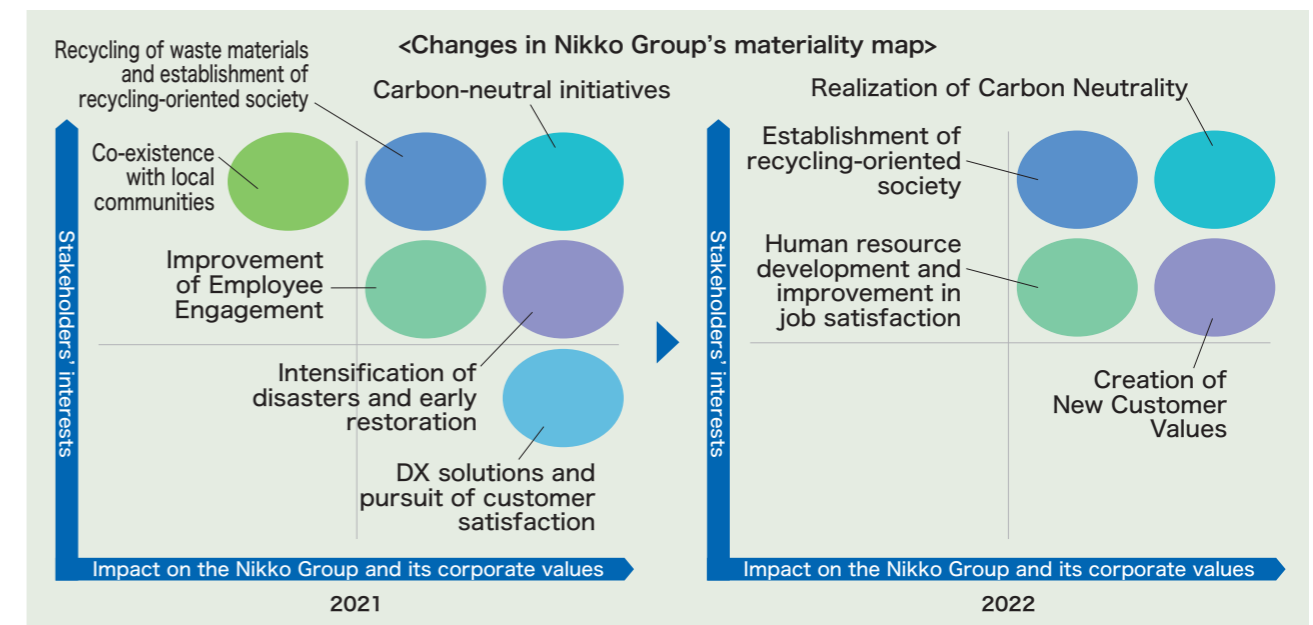 <Changes in Nikko Group's materiality map>
Recycling of waste materials
and establishment of
recycling-oriented society
Carbon-neutral initiatives
Co-existence
with local
communities
Improvement
of Employee
Engagement
Intensification of
disasters and early
restoration
DX solutions and
pursuit of customer
satisfaction
Stakeholders' interests
Impact on the Nikko Group and its corporate values
2021
Realization of Carbon Neutrality
Establishment of
recycling-oriented
society
Human resource
development and
improvement in
job satisfaction
Creation of
New Customer
Values
Stakeholders' interests
Impact on the Nikko Group and its corporate values
2022